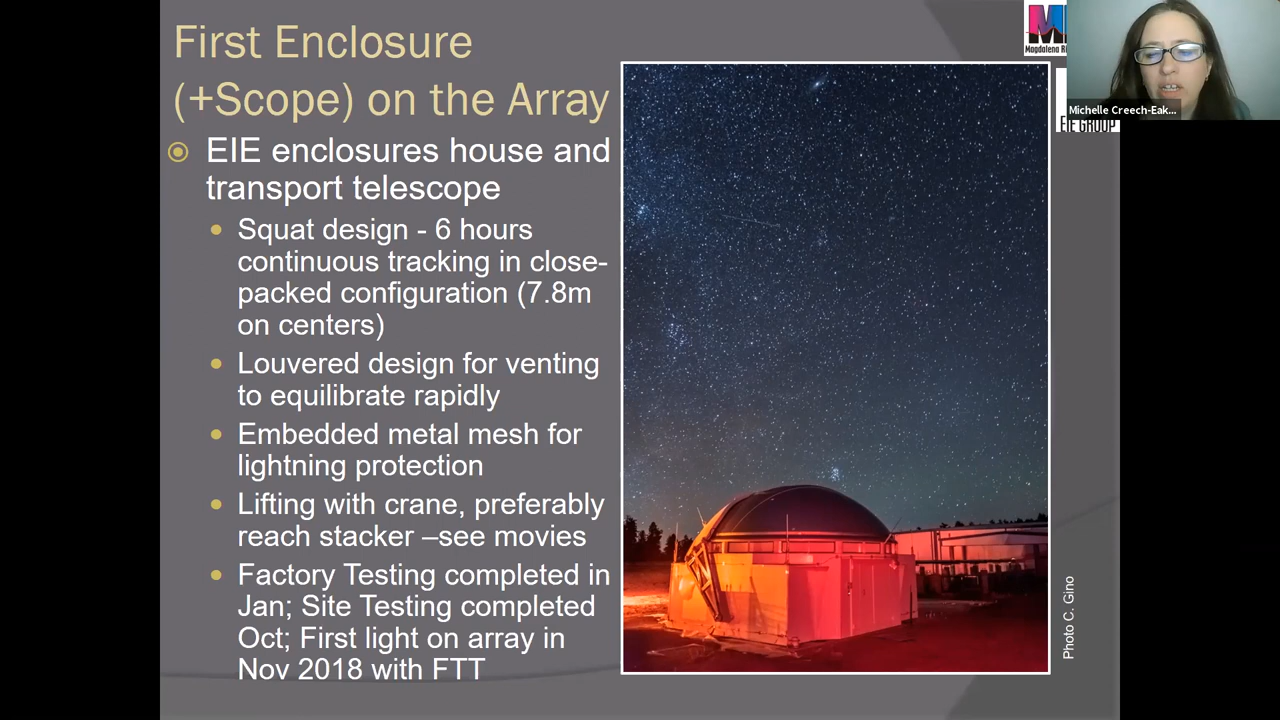 First Enclosure
(+Scope) on the Array
EIE enclosures house and
transport telescope
Squat design - 6 hours
continuous tracking in close-
packed configuration (7.8m
on centers)
Louvered design for venting
to equilibrate rapidly
Embedded metal mesh for
lightning protection
Lifting with crane, preferably
reach stacker –see movies
Factory Testing completed in
Jan; Site Testing completed
Oct; First light on array in
Nov 2018 with FTT
Photo C. Gino
Magdalena
Michelle Creech-Eak...
EIE GROUP